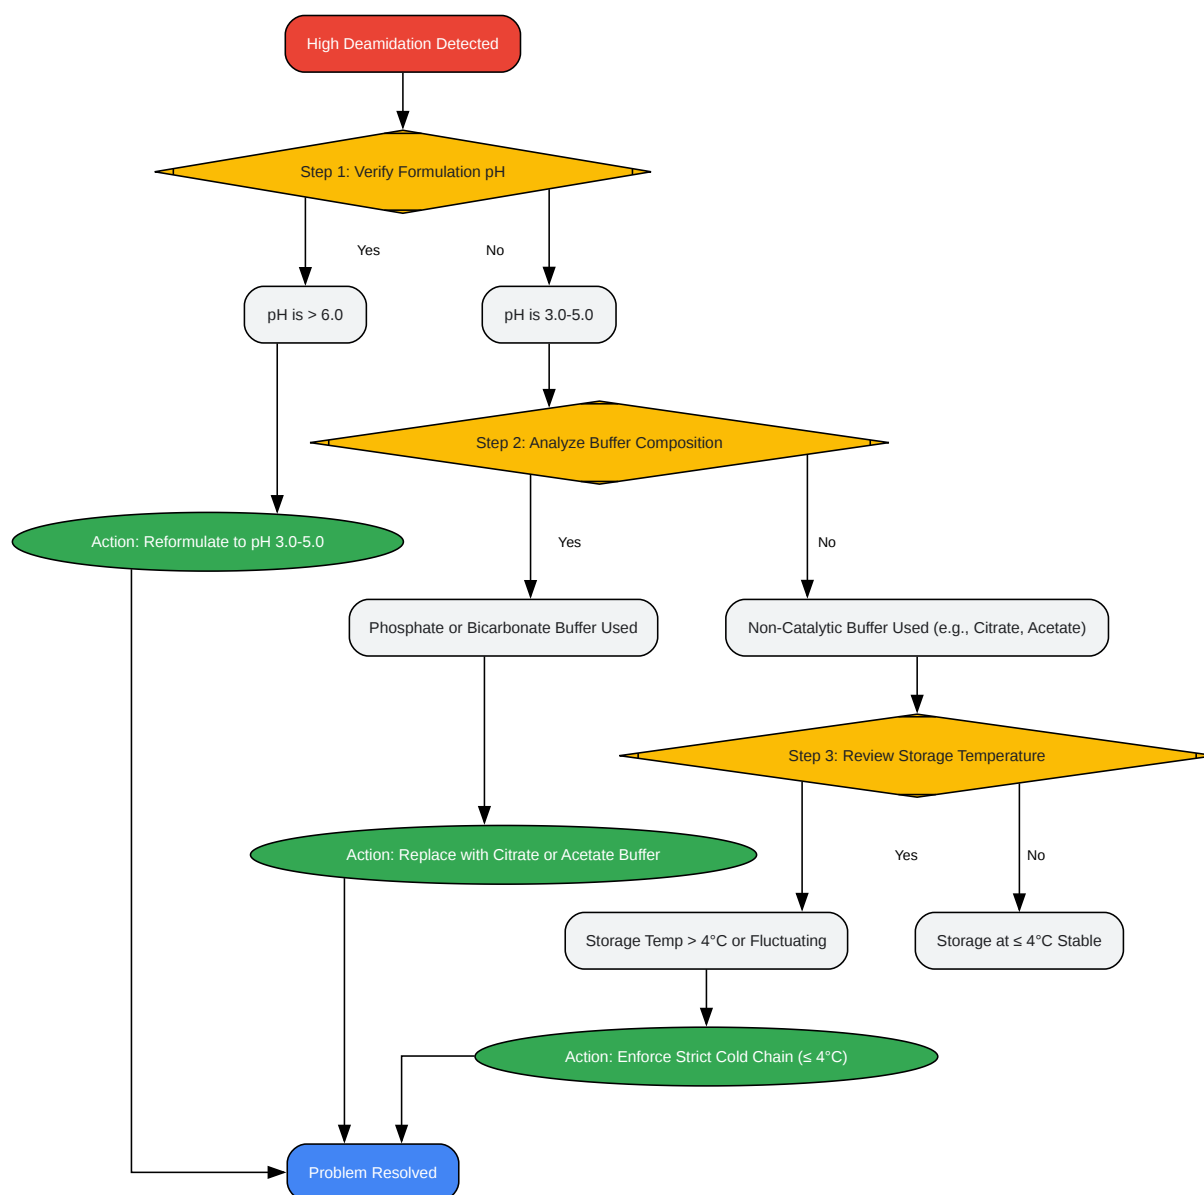 High Deamidation Detected
Step 1: Verify Formulation pH
Yes
No
pH is > 6.0
pH is 3.0-5.0
Step 2: Analyze Buffer Composition
Action: Reformulate to pH 3.0-5.0
Yes
No
Phosphate or Bicarbonate Buffer Used
Non-Catalytic Buffer Used (e.g., Citrate, Acetate)
Step 3: Review Storage Temperature
Action: Replace with Citrate or Acetate Buffer
Yes
No
Storage Temp > 4°C or Fluctuating
Storage at ≤ 4°C Stable
Action: Enforce Strict Cold Chain (≤ 4°C)
Problem Resolved